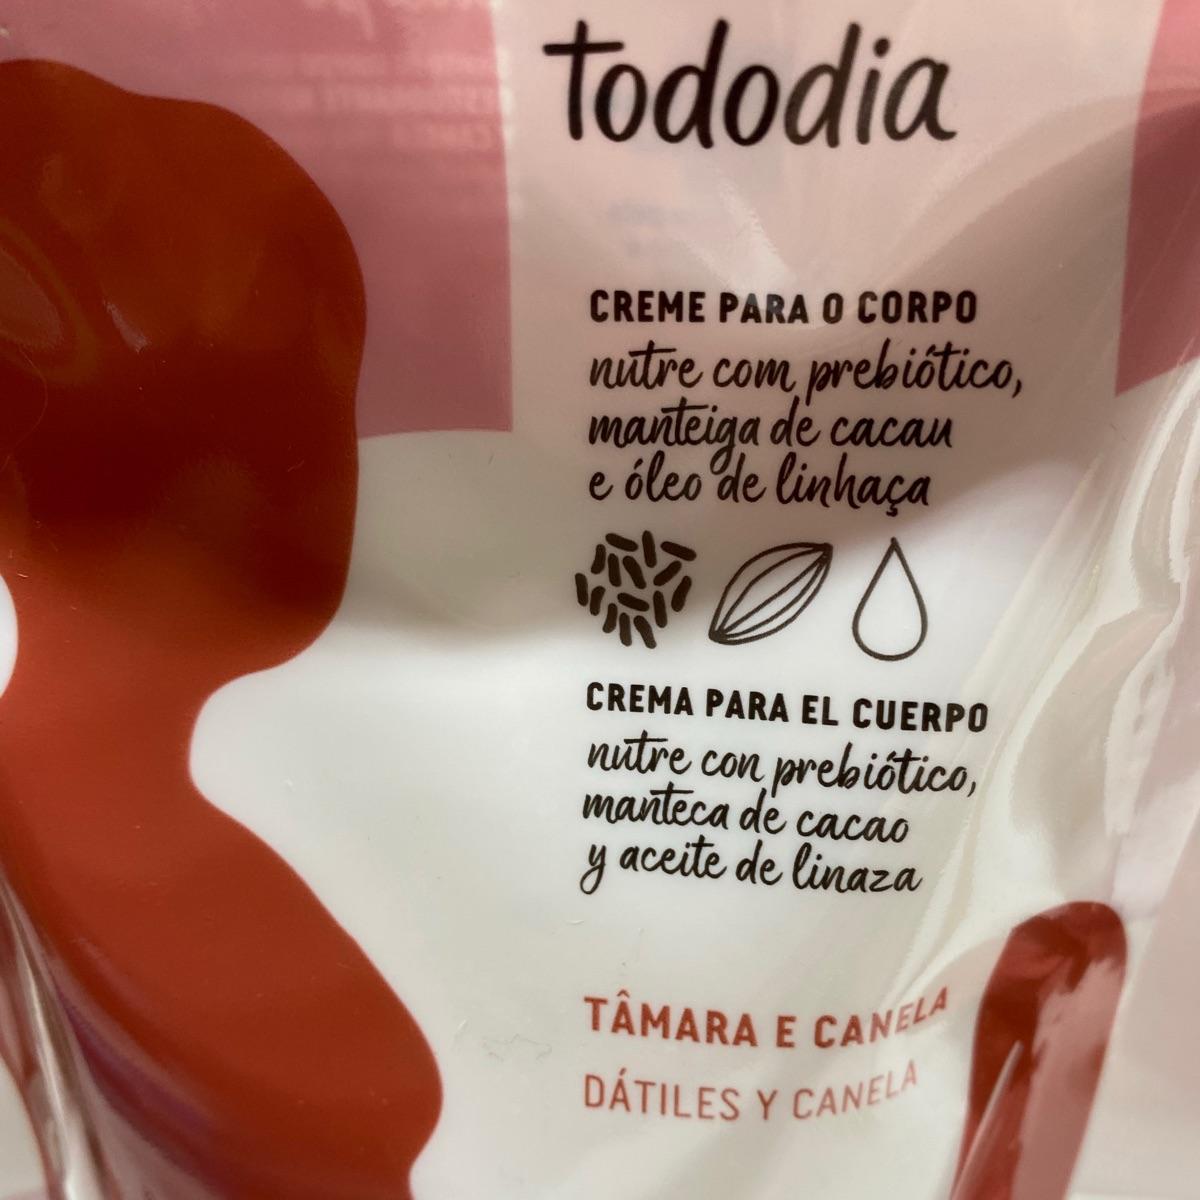 tododia
CREME PARA O CORPO
nutre com prebiótico,
manteiga de cacau
e óleo de linhaça
CREMA PARA EL CUERPO
nutre con prebiótico,
manteca de cacao
y aceite de linaza
TÂMARA E CANELA
DÁTILES Y CANELA